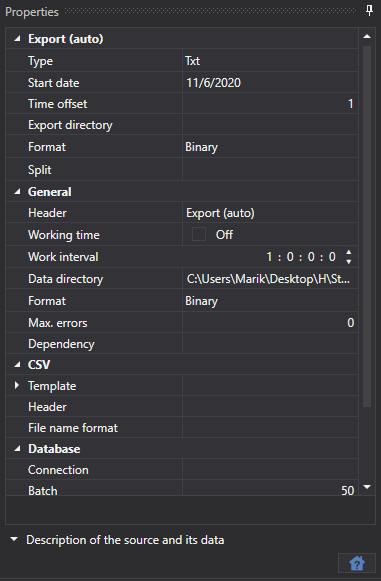 Properties
Export (auto)
Type Txt
Start date 11/6/2020
Time offset 1
Export directory
Format Binary
Split
General
Header Export (auto)
Working time Off
Work interval 1 : 0 : 0 : 0
Data directory C:\Users\Marik\Desktop\H\St...
Format Binary
Max. errors 0
Dependency
CSV
Template
Header
File name format
Database
Connection
Batch 50
Description of the source and its data
?